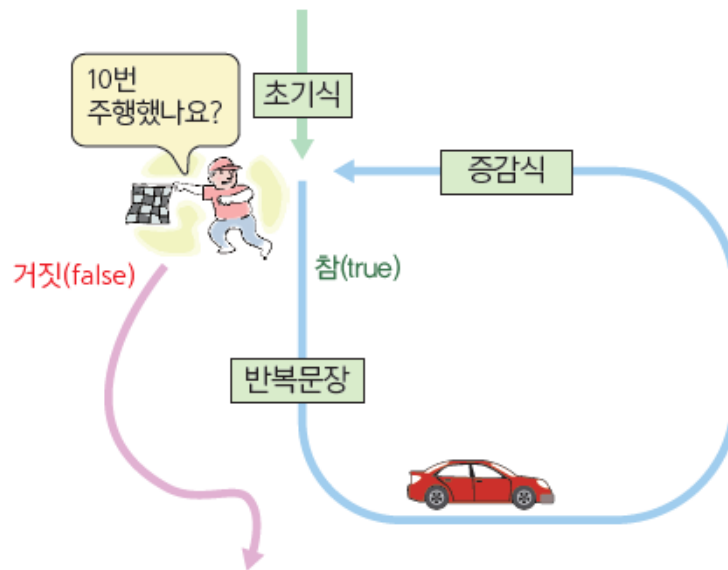 10번
주행했나요?
초기식
증감식
거짓(false)
참(true)
반복문장